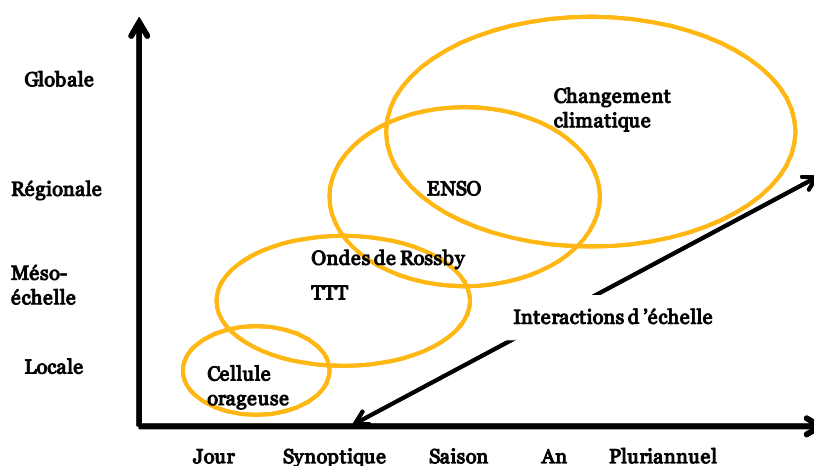 Globale
Changement
climatique
Régionale
ENSO
Ondes de Rossby
Méso-
échelle
TTT
Interactions d ’échelle
Locale
Cellule
orageuse
Jour Synoptique Saison An Pluriannuel